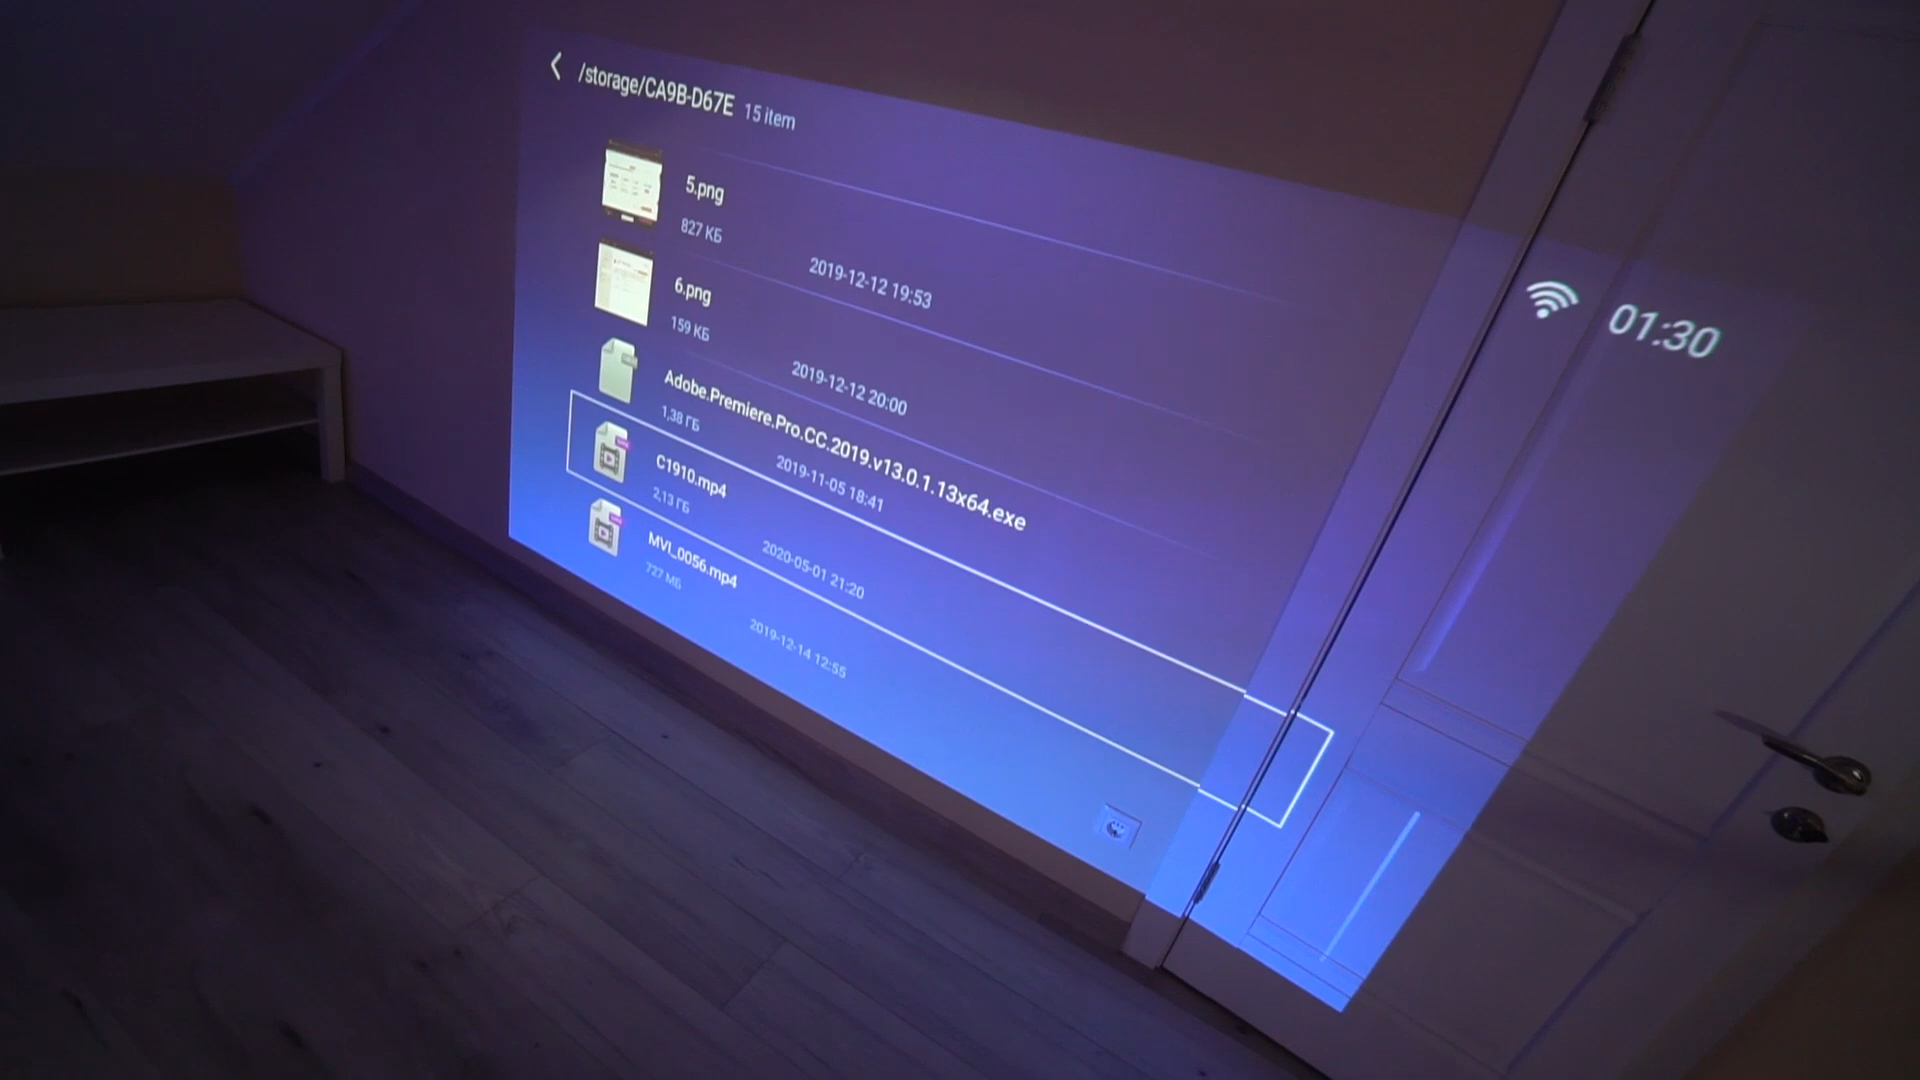 /storage/CA9B-D67E 15 item
01:30
5.png
827 КБ
2019-12-12 19:53
6.png
159 КБ
2019-12-12 20:00
Adobe.Premiere.Pro.CC.2019.v13.0.1.13x64.exe
1,38 ГБ
2019-11-05 18:41
C1910.mp4
2,13 ГБ
2020-05-01 21:20
MVI_0056.mp4
727 МБ
2019-12-14 12:55